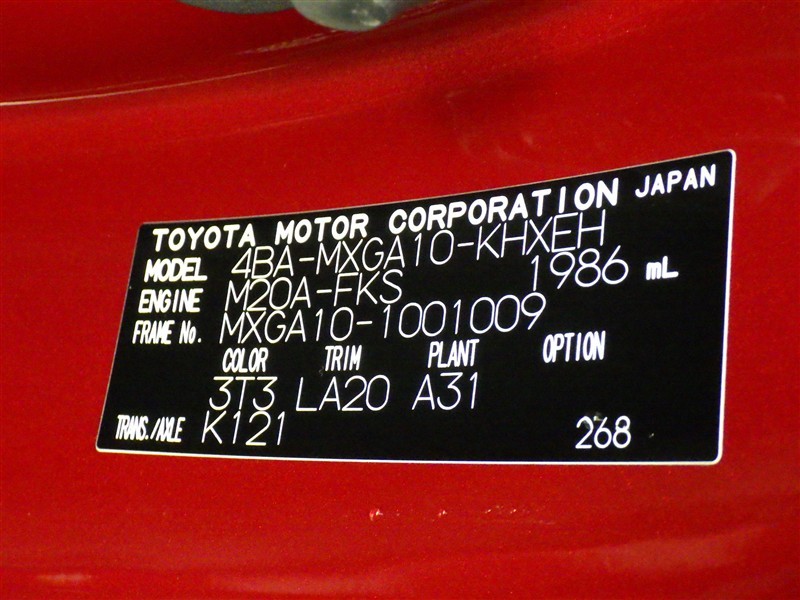 TOYOTA MOTOR CORPORATION JAPAN
MODEL 4BA-MXGA10-KHXEH
ENGINE M20A-FKS 1986 mL
FRAME No. MXGA10-1001009
COLOR TRIM PLANT OPTION
3T3 LA20 A31
TRANS./AXLE K121 268